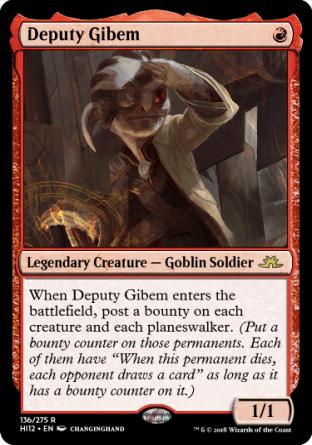 Deputy Gibem
Legendary Creature — Goblin Soldier
When Deputy Gibem enters the
battlefield, post a bounty on each
creature and each planeswalker. (Put a
bounty counter on those permanents. Each
of them have “When this permanent dies,
each opponent draws a card” as long as it
has a bounty counter on it.)
1/1
136/275 R
HI12 • EN CHANGINGHAND
™ & © 2018 Wizards of the Coast